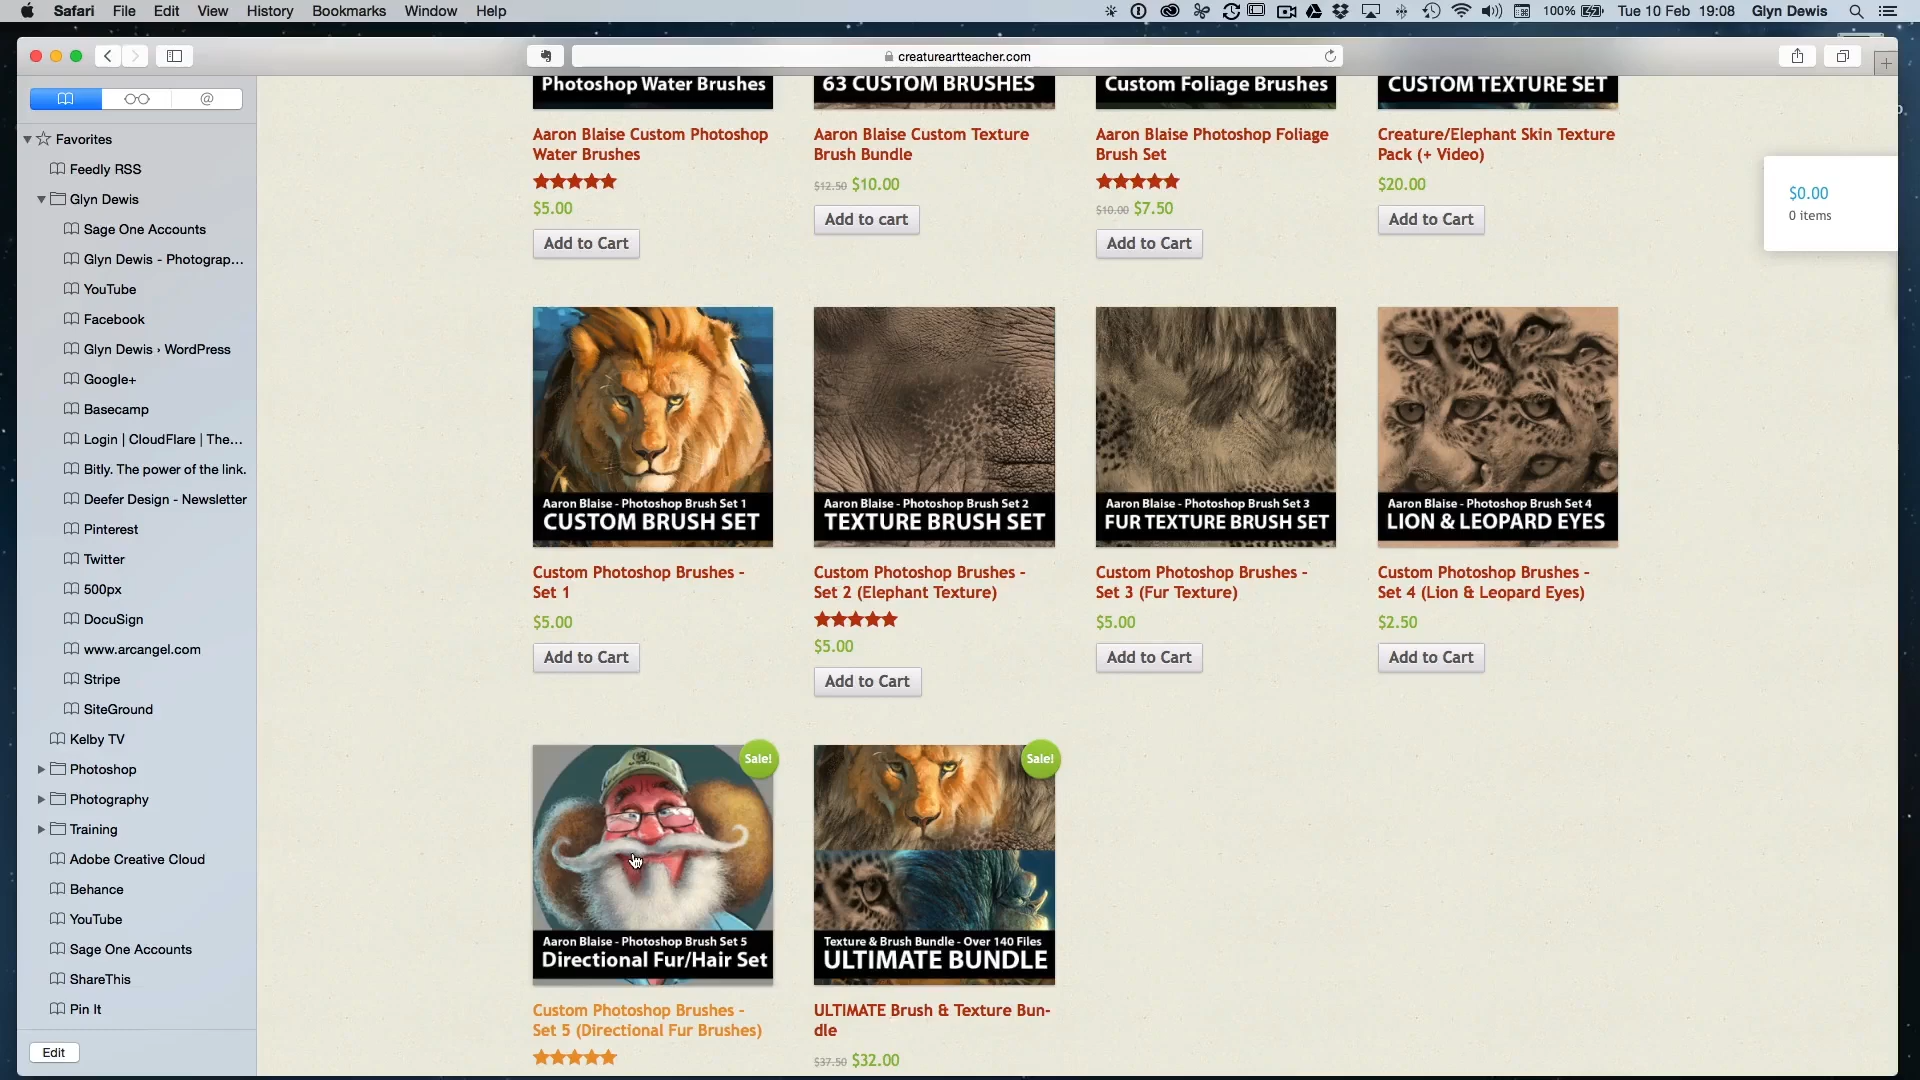 Safari File Edit View History Bookmarks Window Help
100% Tue 10 Feb 19:08 Glyn Dewis
creatureartteacher.com
Favorites
Feedly RSS
Glyn Dewis
Sage One Accounts
Glyn Dewis - Photograp...
YouTube
Facebook
Glyn Dewis › WordPress
Google+
Basecamp
Login | CloudFlare | The...
Bitly. The power of the link.
Deefer Design - Newsletter
Pinterest
Twitter
500px
DocuSign
www.arcangel.com
Stripe
SiteGround
Kelby TV
Photoshop
Photography
Training
Adobe Creative Cloud
Behance
YouTube
Sage One Accounts
ShareThis
Pin It
Edit
Photoshop Water Brushes
Aaron Blaise Custom Photoshop
Water Brushes
$5.00
Add to Cart
63 CUSTOM BRUSHES
Aaron Blaise Custom Texture
Brush Bundle
$12.50 $10.00
Add to cart
Custom Foliage Brushes
Aaron Blaise Photoshop Foliage
Brush Set
$10.00 $7.50
Add to Cart
CUSTOM TEXTURE SET
Creature/Elephant Skin Texture
Pack (+ Video)
$20.00
Add to Cart
$0.00
0 items
Aaron Blaise - Photoshop Brush Set 1
CUSTOM BRUSH SET
Custom Photoshop Brushes -
Set 1
$5.00
Add to Cart
Aaron Blaise - Photoshop Brush Set 2
TEXTURE BRUSH SET
Custom Photoshop Brushes -
Set 2 (Elephant Texture)
$5.00
Add to Cart
Aaron Blaise - Photoshop Brush Set 3
FUR TEXTURE BRUSH SET
Custom Photoshop Brushes -
Set 3 (Fur Texture)
$5.00
Add to Cart
Aaron Blaise - Photoshop Brush Set 4
LION & LEOPARD EYES
Custom Photoshop Brushes -
Set 4 (Lion & Leopard Eyes)
$2.50
Add to Cart
Sale!
Aaron Blaise - Photoshop Brush Set 5
Directional Fur/Hair Set
Custom Photoshop Brushes -
Set 5 (Directional Fur Brushes)
Sale!
Texture & Brush Bundle - Over 140 Files
ULTIMATE BUNDLE
ULTIMATE Brush & Texture Bun-
dle
$37.50 $32.00